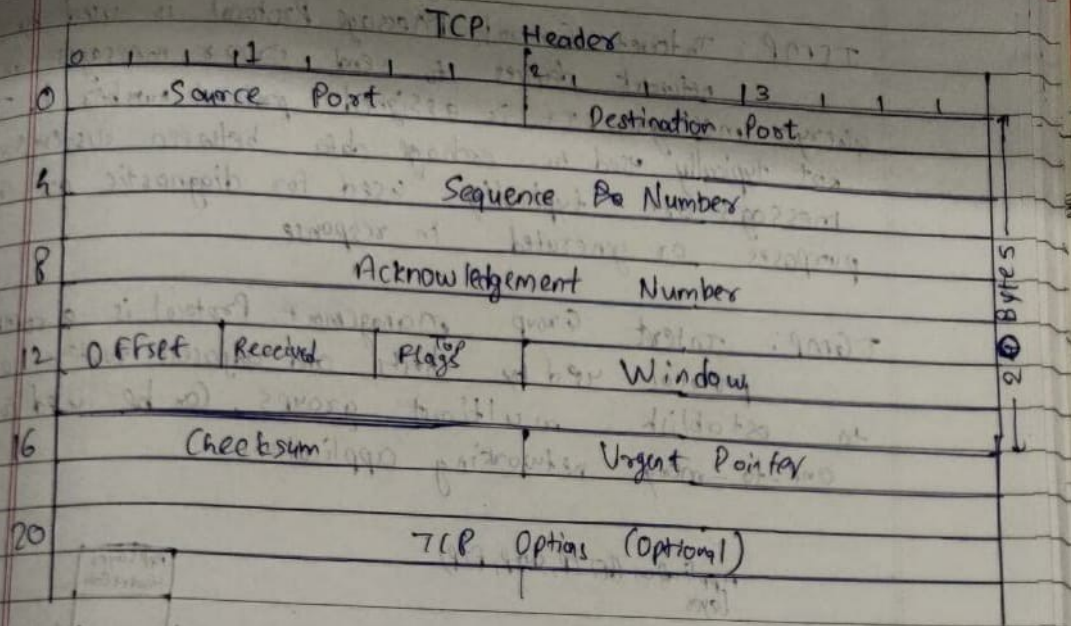 TCP Header
0 1 2 3
0 Source Port Destination Port
4 Sequence Number
8 Acknowledgement Number
12 Offset Received TCP Flags Window
16 Checksum Urgent Pointer
20 TCP Options (Optional)
20 Bytes